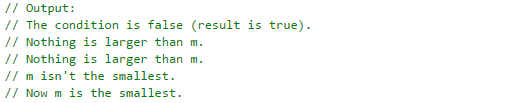 // Output:
// The condition is false (result is true).
// Nothing is larger than m.
// Nothing is larger than m.
// m isn't the smallest.
// Now m is the smallest.